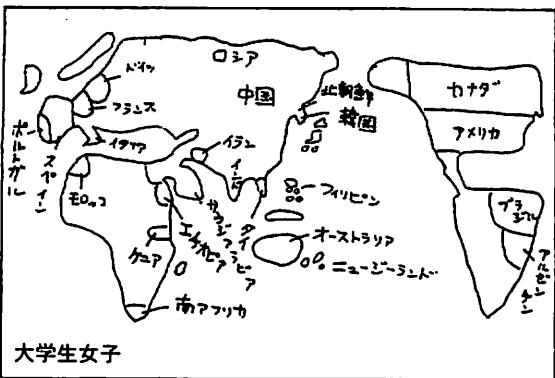 ロシア
ドイツ
中国
北朝鮮
韓国
カナダ
アメリカ
フランス
イタリア
ポルトガル
スペイン
イラン
インド
モロッコ
フィリピン
ブラジル
サウジアラビア
タイ
エチオピア
オーストラリア
アルゼンチン
ケニア
ニュージーランド
南アフリカ
大学生女子